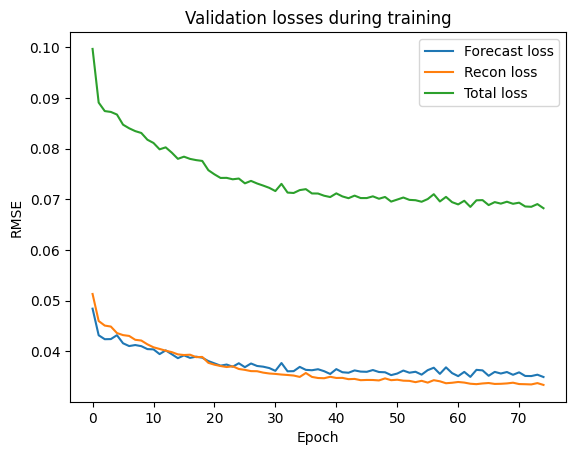 Validation losses during training
0.10
0.09
0.08
0.07
0.06
0.05
0.04
RMSE
Forecast loss
Recon loss
Total loss
0 10 20 30 40 50 60 70
Epoch